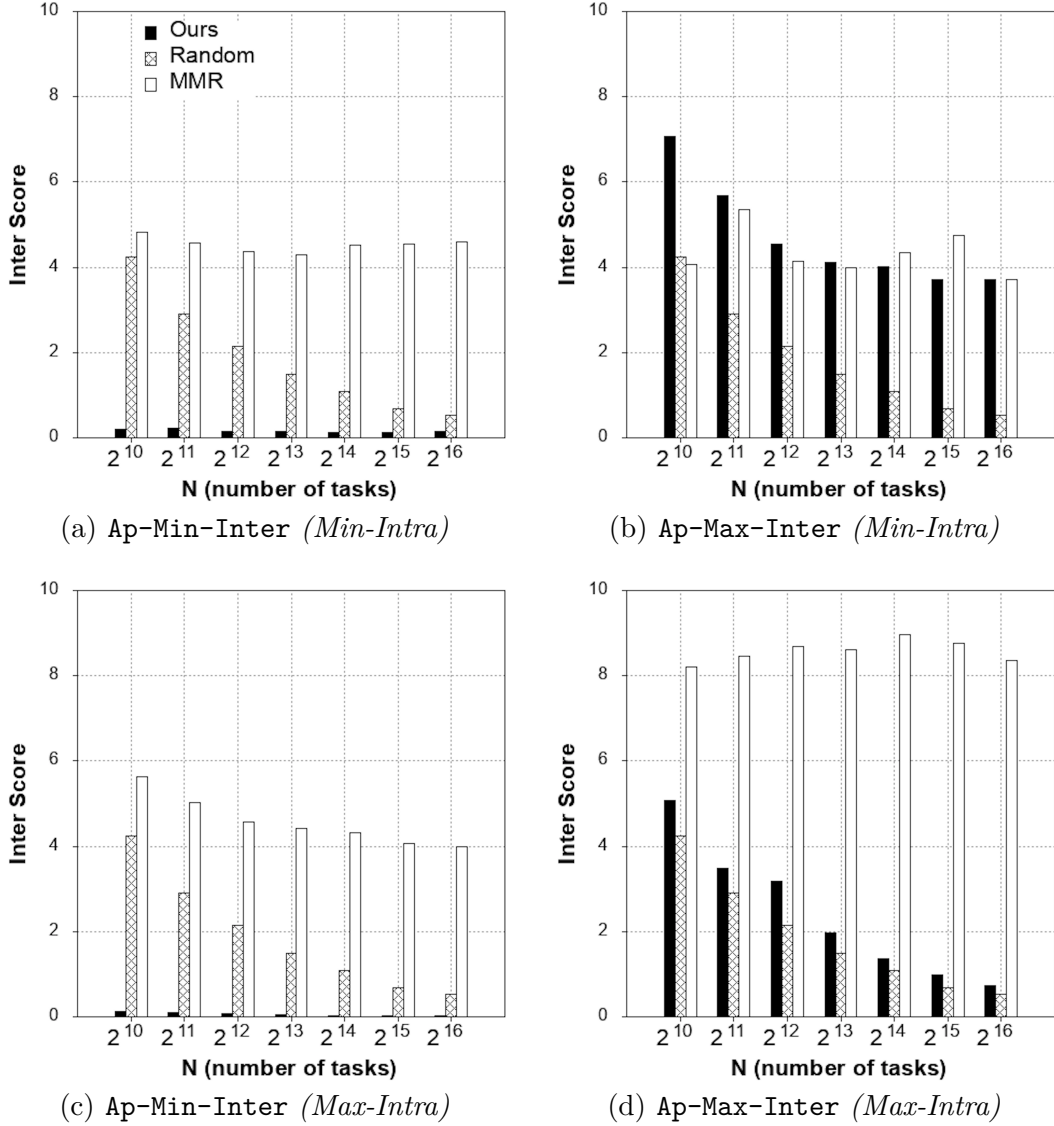 10
8
6
4
2
0
Inter Score
Ours
Random
MMR
2^10 2^11 2^12 2^13 2^14 2^15 2^16
N (number of tasks)
(a) Ap-Min-Inter (Min-Intra)
10
8
6
4
2
0
Inter Score
2^10 2^11 2^12 2^13 2^14 2^15 2^16
N (number of tasks)
(b) Ap-Max-Inter (Min-Intra)
10
8
6
4
2
0
Inter Score
2^10 2^11 2^12 2^13 2^14 2^15 2^16
N (number of tasks)
(c) Ap-Min-Inter (Max-Intra)
10
8
6
4
2
0
Inter Score
2^10 2^11 2^12 2^13 2^14 2^15 2^16
N (number of tasks)
(d) Ap-Max-Inter (Max-Intra)